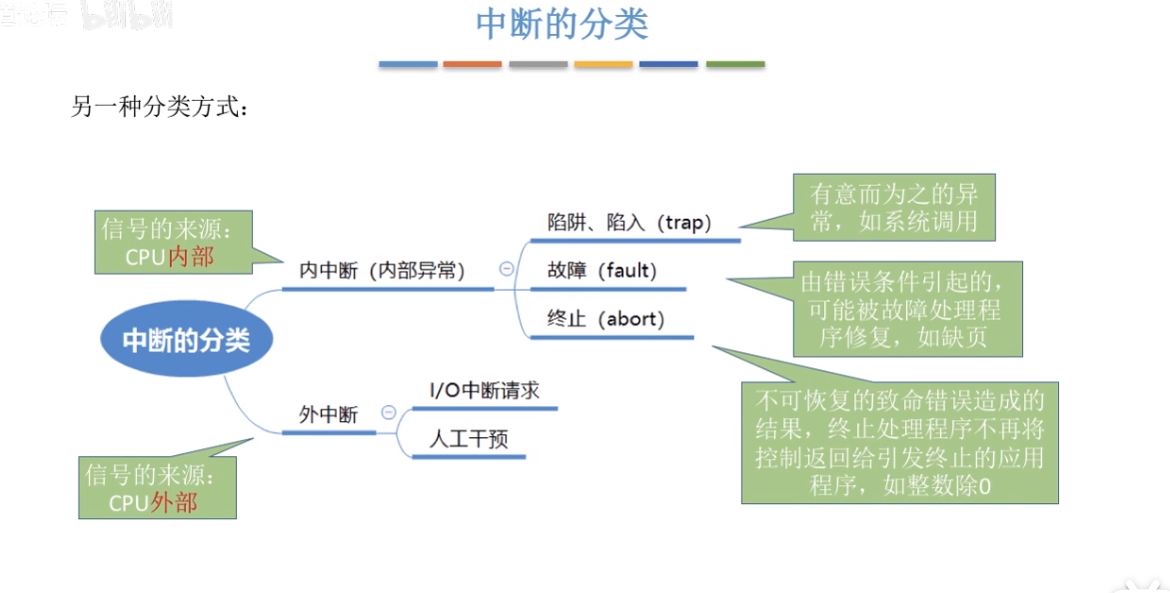 bilibili
中断的分类
另一种分类方式：
信号的来源：
CPU内部
中断的分类
内中断（内部异常）
陷阱、陷入（trap）
有意而为之的异
常，如系统调用
故障（fault）
由错误条件引起的，
可能被故障处理程
序修复，如缺页
终止（abort）
不可恢复的致命错误造成的
结果，终止处理程序不再将
控制返回给引发终止的应用
程序，如整数除0
外中断
I/O中断请求
人工干预
信号的来源：
CPU外部